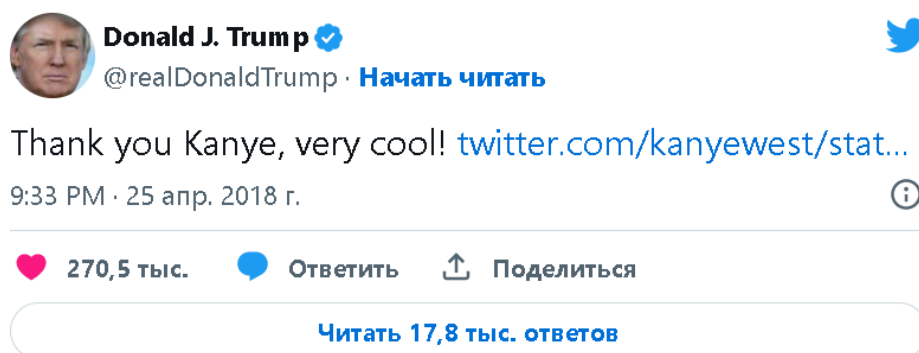 Donald J. Trump
@realDonaldTrump · Начать читать
Thank you Kanye, very cool! twitter.com/kanyewest/stat...
9:33 PM · 25 апр. 2018 г.
270,5 тыс. Ответить Поделиться
Читать 17,8 тыс. ответов